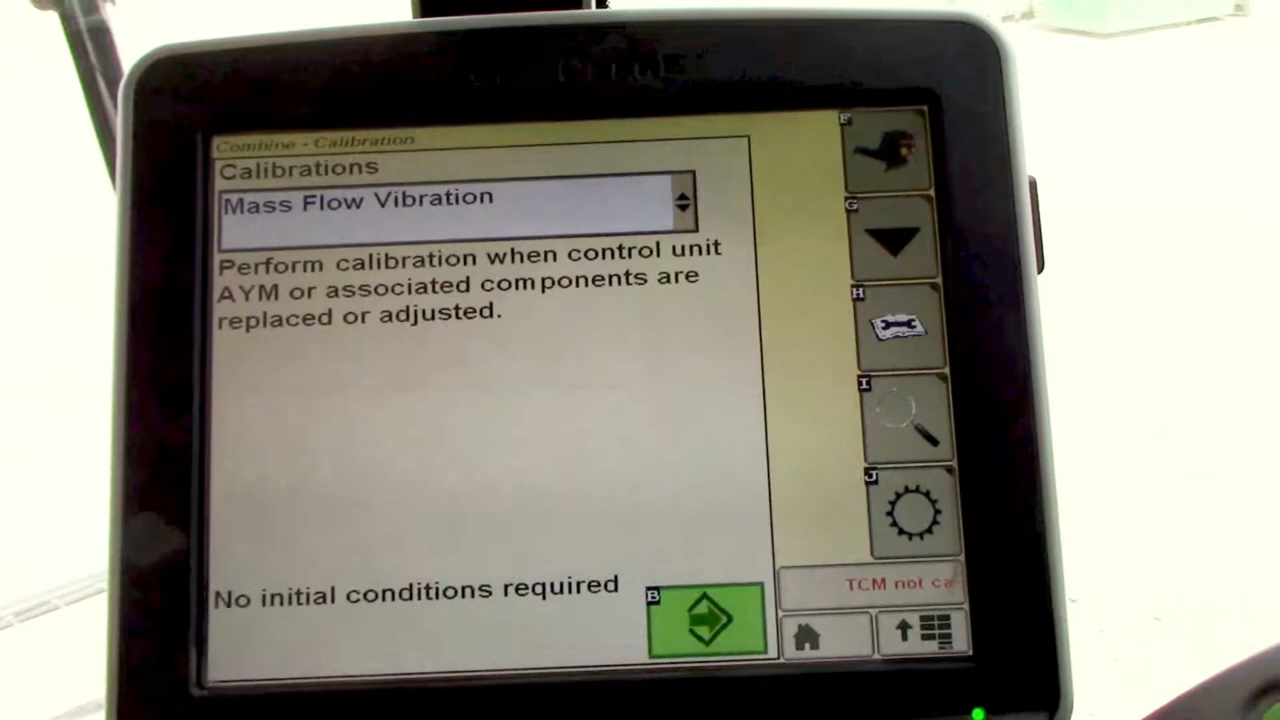 Combine - Calibration
Calibrations
Mass Flow Vibration
Perform calibration when control unit
AYM or associated components are
replaced or adjusted.
No initial conditions required
B
F
G
H
I
J
TCM not ca